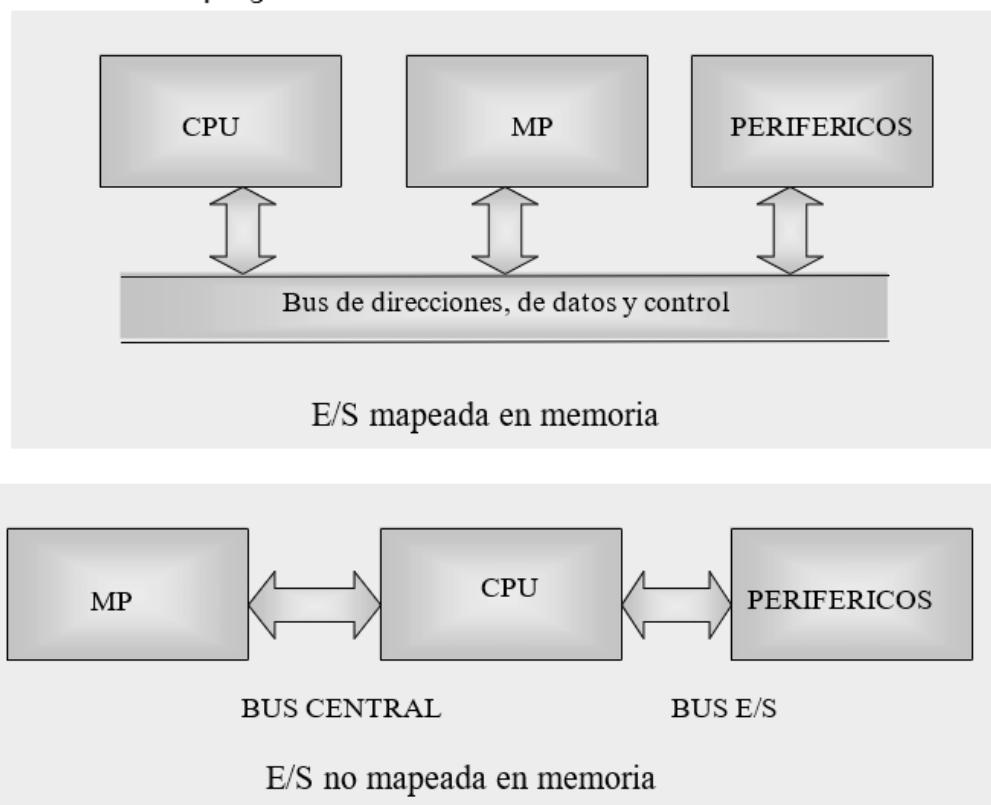 CPU
MP
PERIFERICOS
Bus de direcciones, de datos y control
E/S mapeada en memoria
MP
CPU
PERIFERICOS
BUS CENTRAL
BUS E/S
E/S no mapeada en memoria